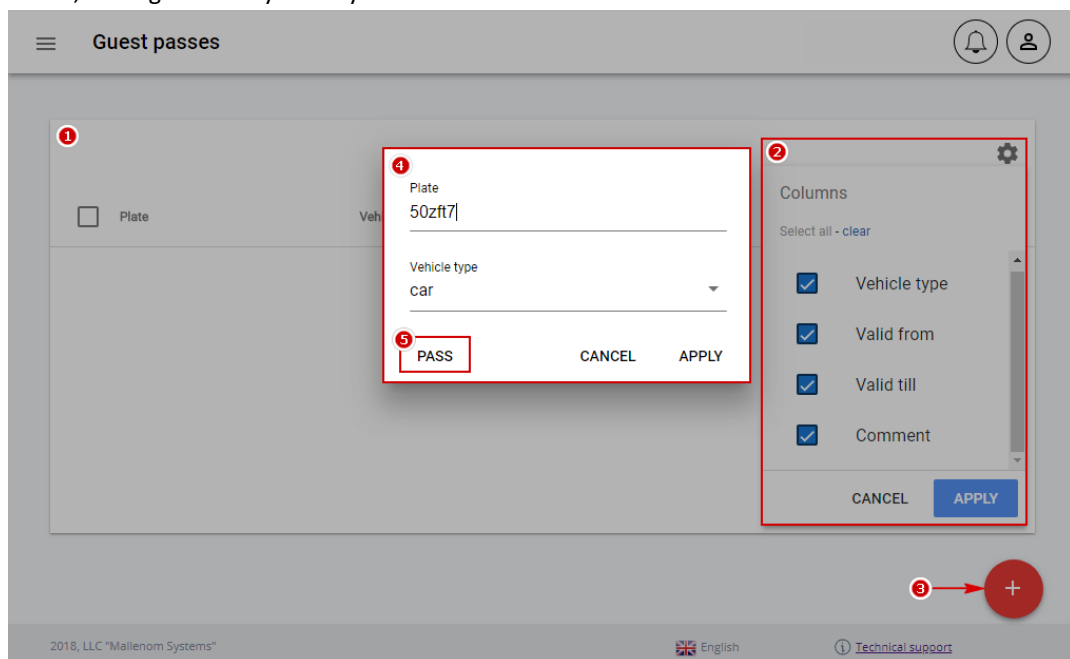 Guest passes
1
2
4
Plate
50zft7
Columns
Plate
Select all - clear
Vehicle type
car
Vehicle type
Valid from
5
PASS
CANCEL
APPLY
Valid till
Comment
CANCEL
APPLY
3
+
2018, LLC "Mallenom Systems"
English
Technical support